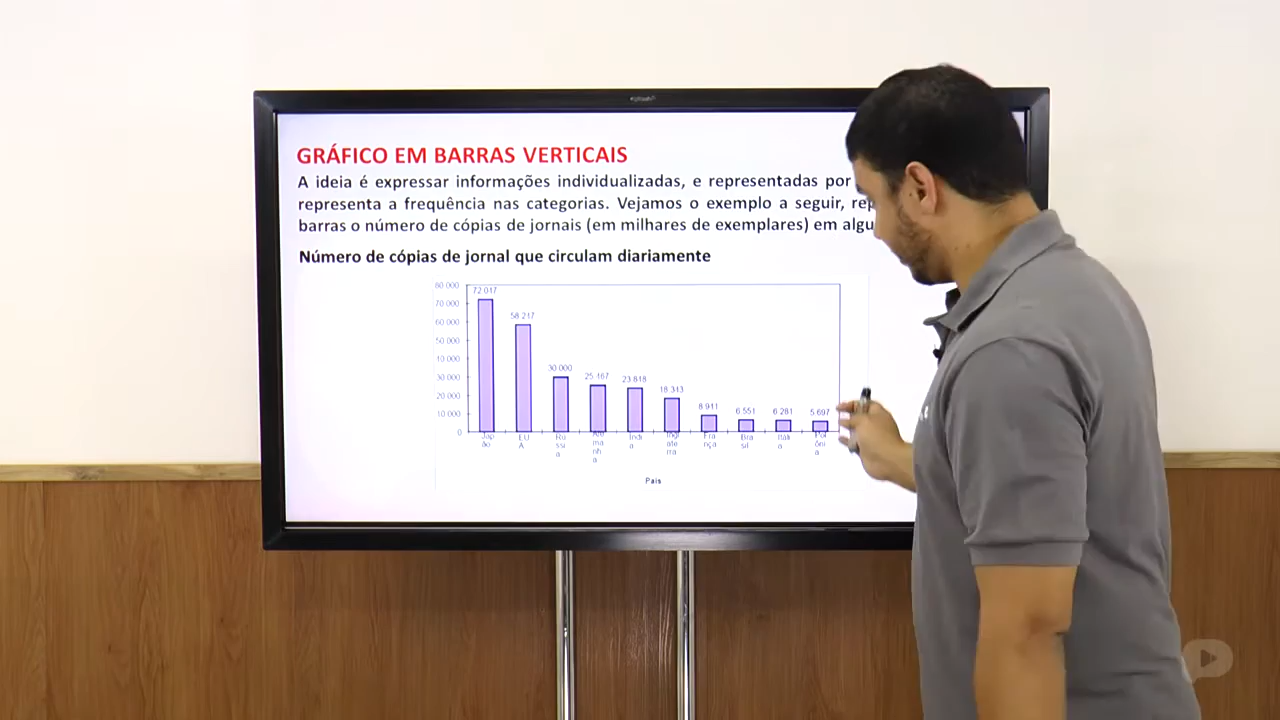 GRÁFICO EM BARRAS VERTICAIS
A ideia é expressar informações individualizadas, e representadas por
representa a frequência nas categorias. Vejamos o exemplo a seguir,
barras o número de cópias de jornais (em milhares de exemplares) em
Número de cópias de jornal que circulam diariamente
80 000
70 000
60 000
50 000
40 000
30 000
20 000
10 000
0
72 017
58 217
30 000
25 167
23 818
18 313
8 911
6 551
6 281
5 697
Jap
ão
EU
A
Rú
ssi
a
Ale
ma
nh
a
Índi
a
Ingl
ate
rra
Fra
nça
Bra
sil
Itáli
a
Pol
ôni
a
País